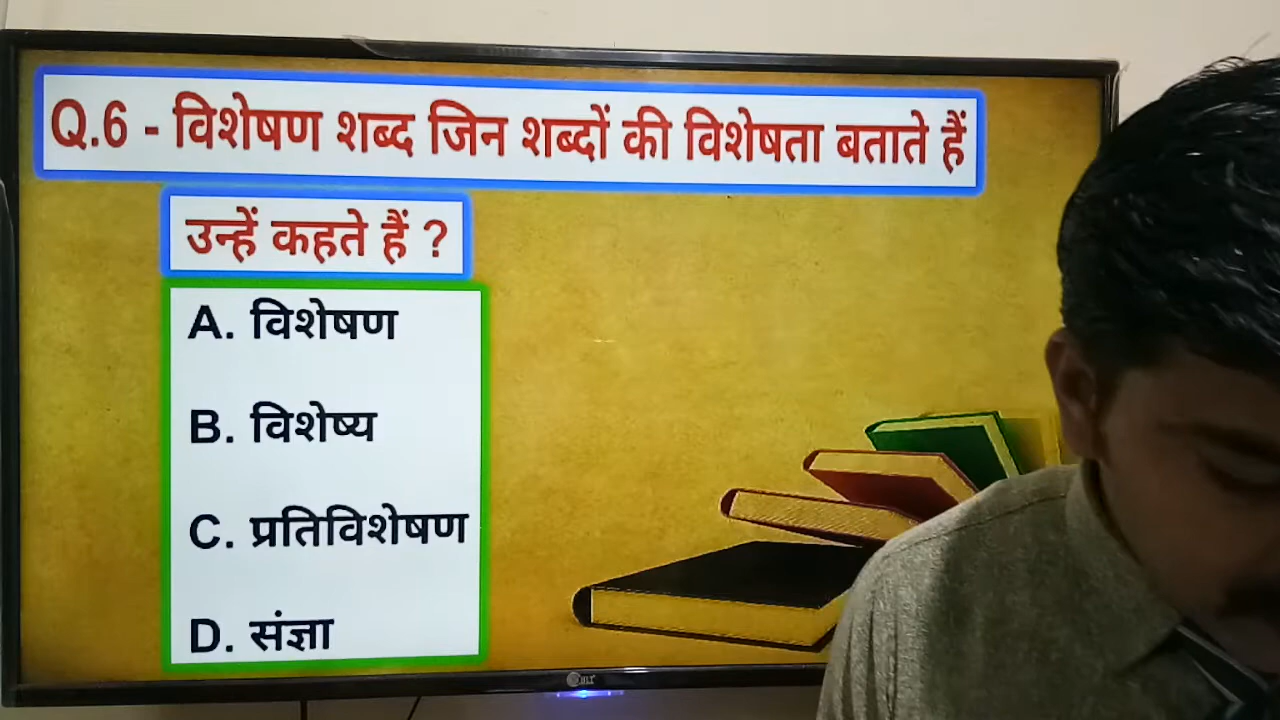 Q.6 - विशेषण शब्द जिन शब्दों की विशेषता बताते हैं
उन्हें कहते हैं ?
A. विशेषण
B. विशेष्य
C. प्रतिविशेषण
D. संज्ञा